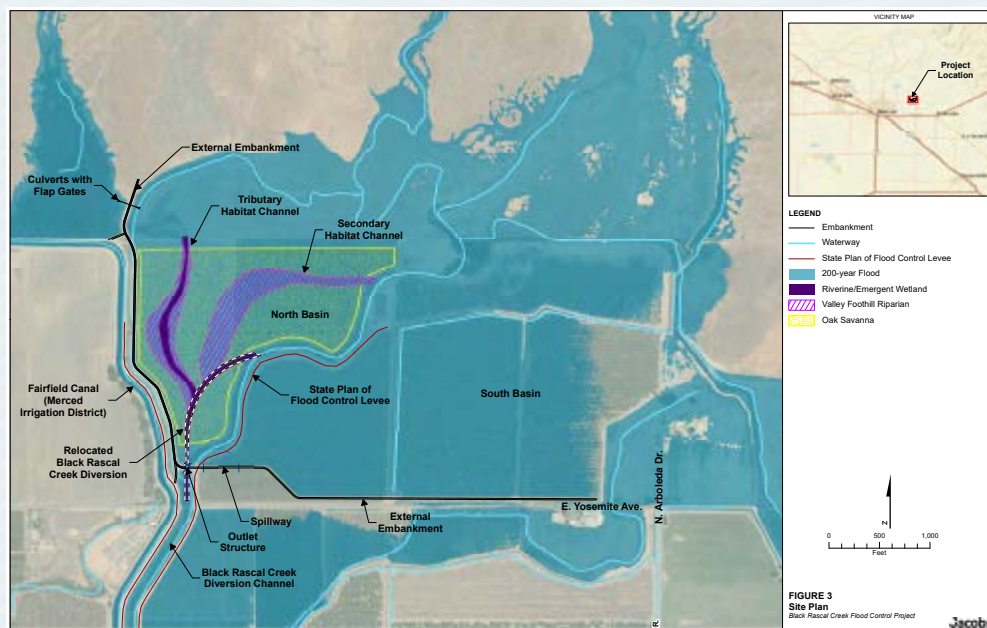 External Embankment
Culverts with
Flap Gates
Tributary
Habitat Channel
Secondary
Habitat Channel
North Basin
Fairfield Canal
(Merced
Irrigation District)
State Plan of
Flood Control Levee
South Basin
Relocated
Black Rascal
Creek Diversion
N. Arboleda Dr.
E. Yosemite Ave.
Spillway
External
Embankment
Outlet
Structure
Black Rascal Creek
Diversion Channel
R.
VICINITY MAP
Project
Location
LEGEND
Embankment
Waterway
State Plan of Flood Control Levee
200-year Flood
Riverine/Emergent Wetland
Valley Foothill Riparian
Oak Savanna
Z
0 500 1,000
Feet
FIGURE 3
Site Plan
Black Rascal Creek Flood Control Project